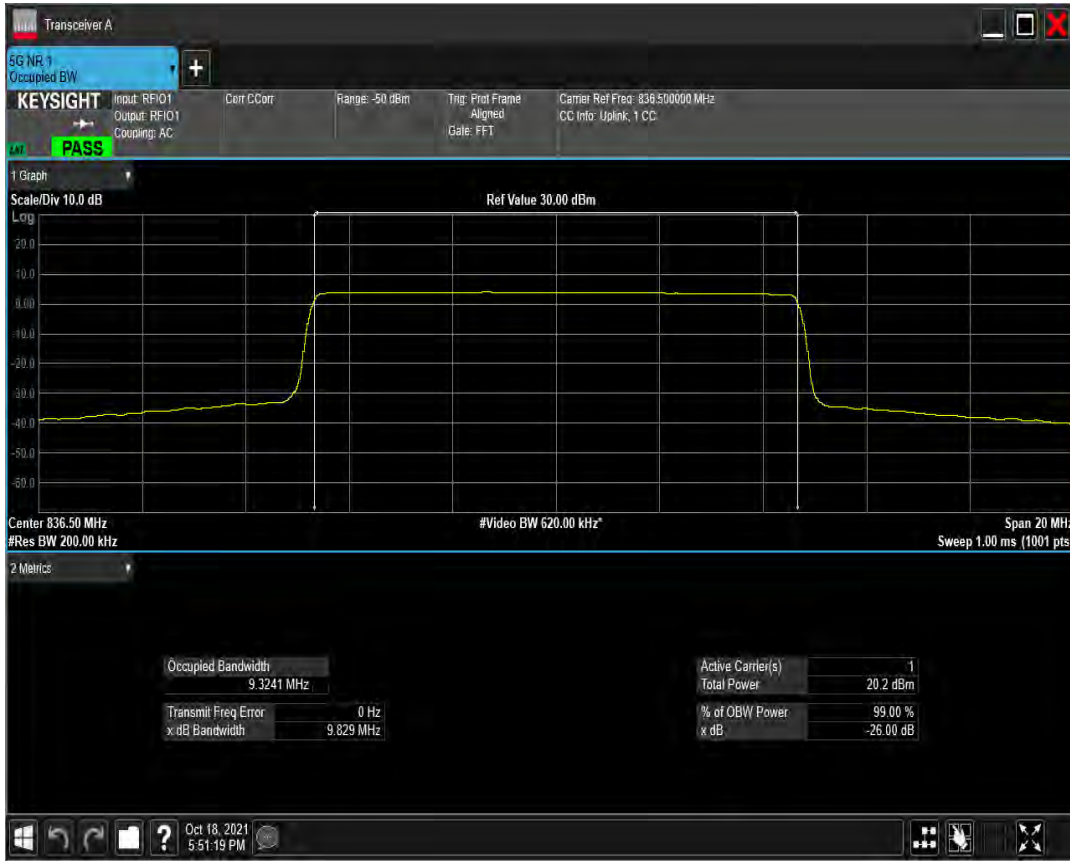 Transceiver A
5G NR 1
Occupied BW
+
KEYSIGHT
Input: RFIO1
Output: RFIO1
Coupling: AC
Corr CCorr
Range: -50 dBm
Trig: Prot Frame
Aligned
Gate: FFT
Carrier Ref Freq: 836.500000 MHz
CC Info: Uplink, 1 CC
PASS
1 Graph
Scale/Div 10.0 dB
Ref Value 30.00 dBm
Log
20.0
10.0
0.00
-10.0
-20.0
-30.0
-40.0
-50.0
-60.0
Center 836.50 MHz
#Video BW 620.00 kHz*
Span 20 MHz
#Res BW 200.00 kHz
Sweep 1.00 ms (1001 pts
2 Metrics
Occupied Bandwidth
9.3241 MHz
Transmit Freq Error 0 Hz
x dB Bandwidth 9.829 MHz
Active Carrier(s) 1
Total Power 20.2 dBm
% of OBW Power 99.00 %
x dB -26.00 dB
?
Oct 18, 2021
5:51:19 PM